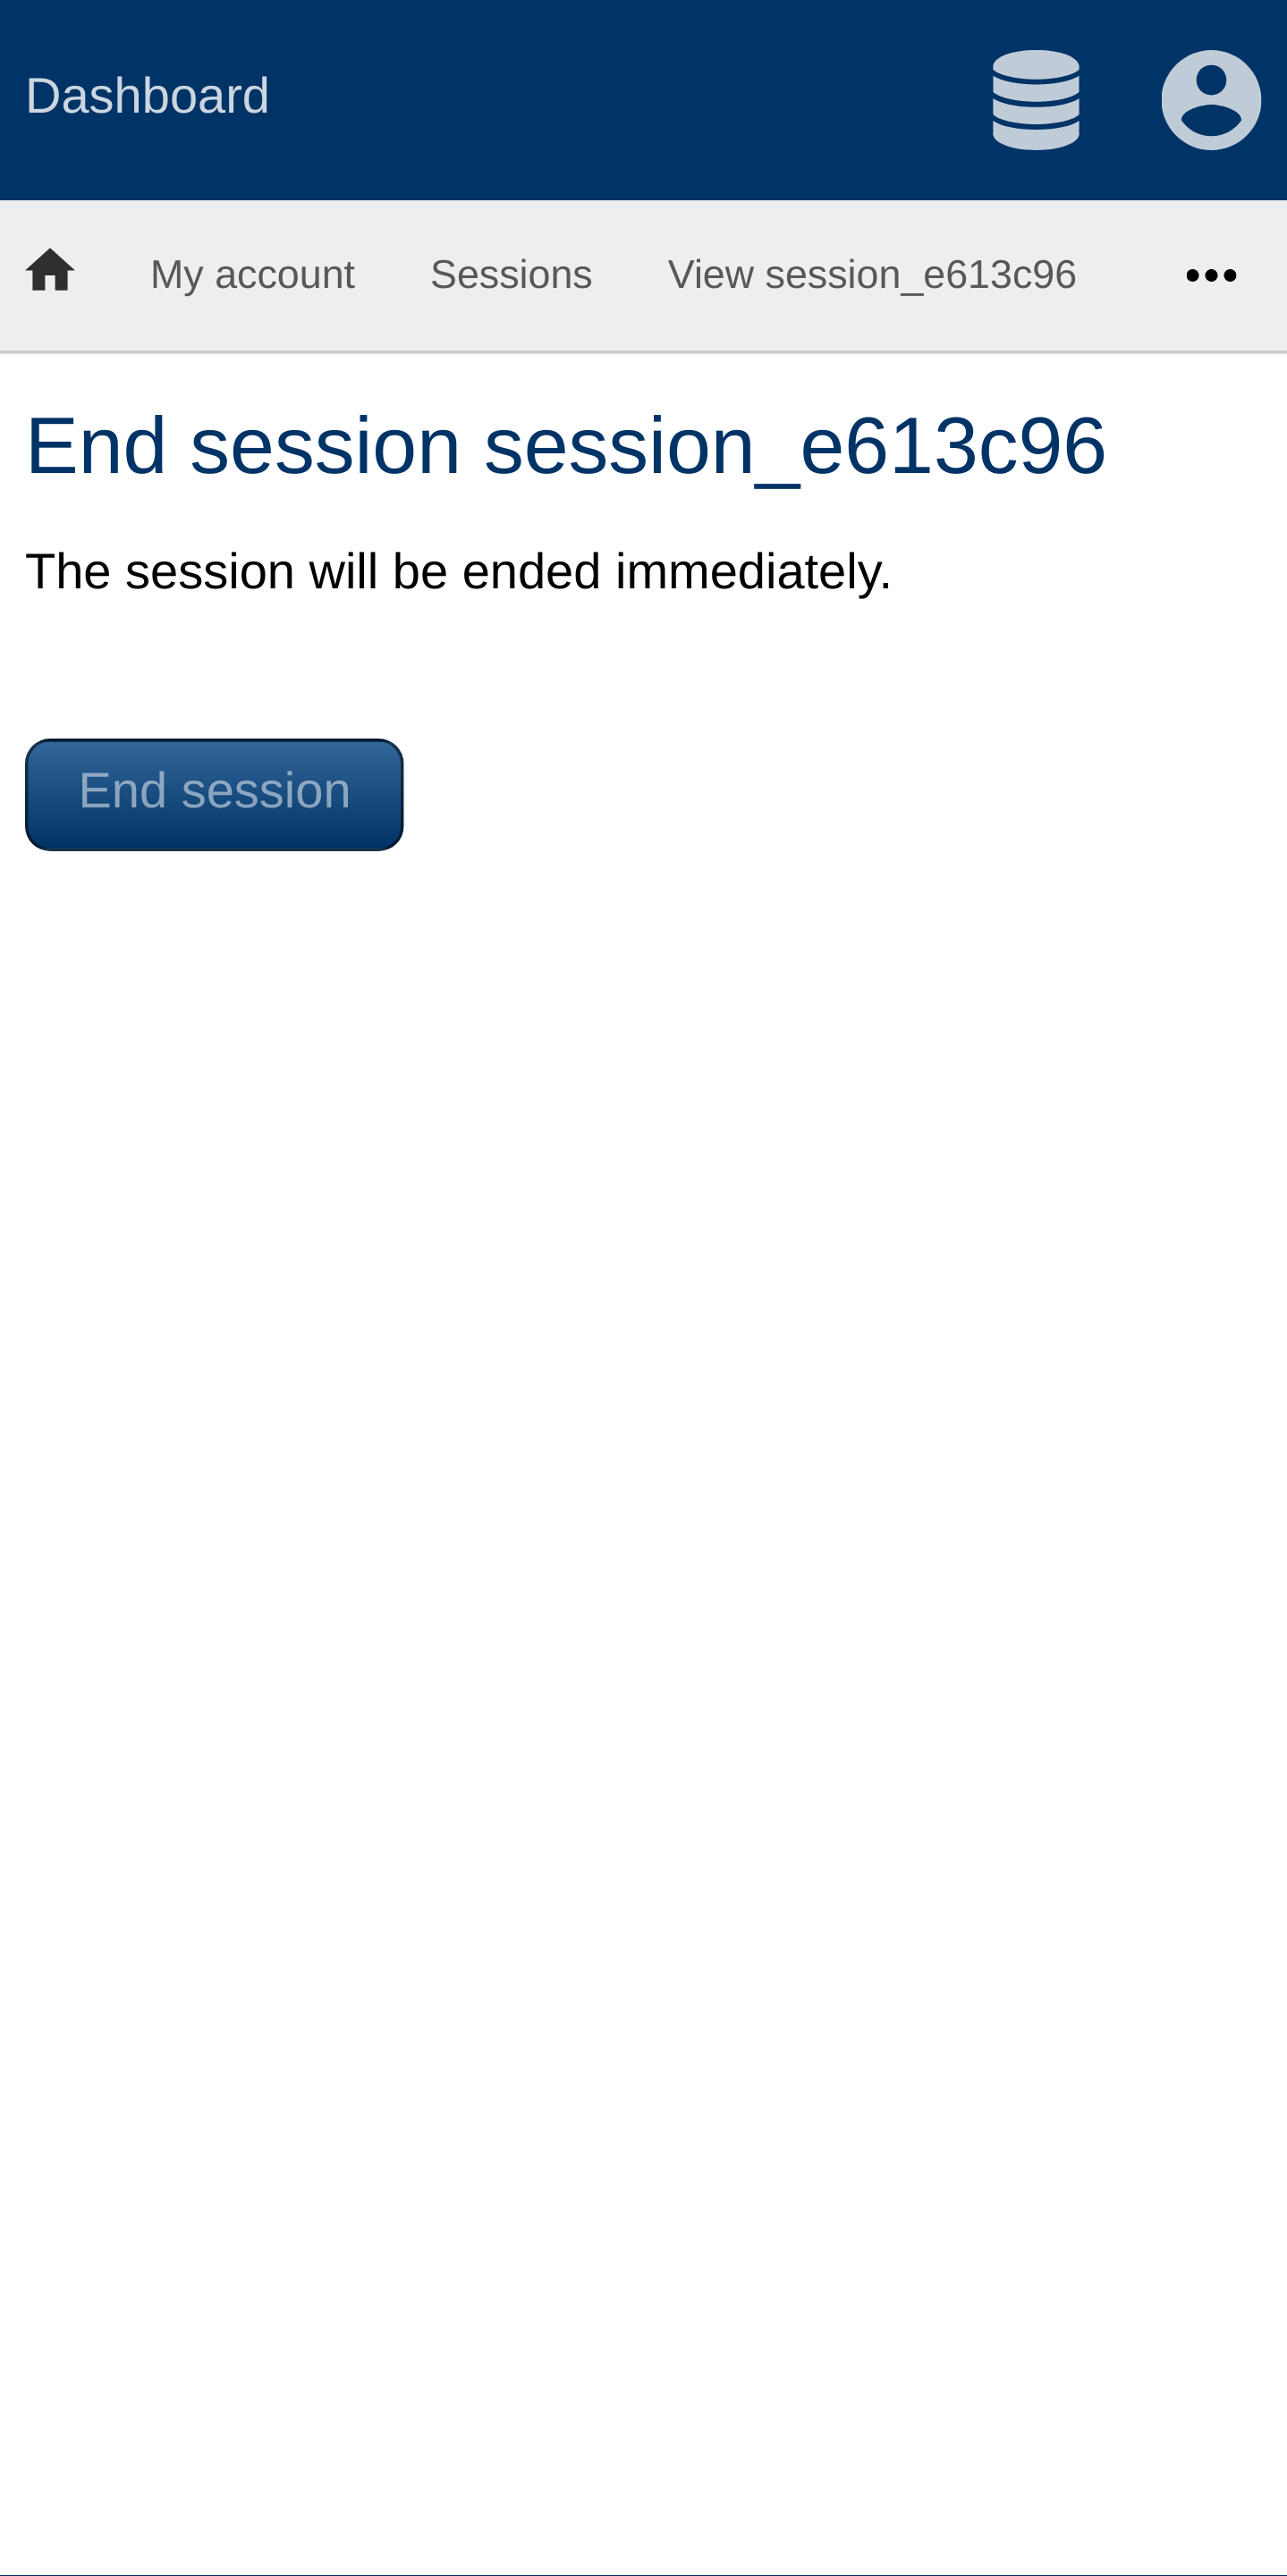 Dashboard
My account Sessions View session_e613c96 •••
End session session_e613c96
The session will be ended immediately.
End session